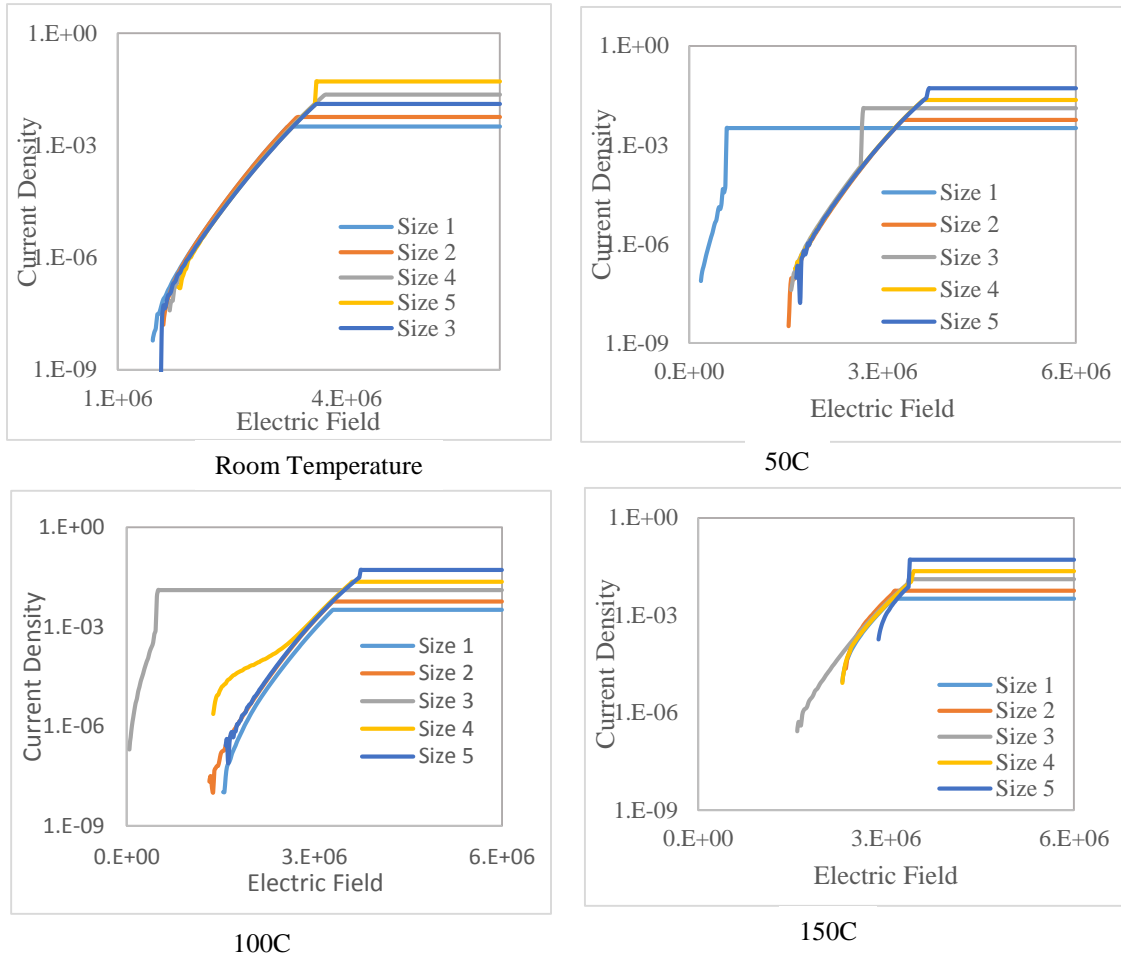 1.E+00
1.E-03
1.E-06
1.E-09
Current Density
Size 1
Size 2
Size 4
Size 5
Size 3
1.E+06 4.E+06
Electric Field
Room Temperature
1.E+00
1.E-03
1.E-06
1.E-09
Current Density
Size 1
Size 2
Size 3
Size 4
Size 5
0.E+00 3.E+06 6.E+06
Electric Field
50C
1.E+00
1.E-03
1.E-06
1.E-09
Current Density
Size 1
Size 2
Size 3
Size 4
Size 5
0.E+00 3.E+06 6.E+06
Electric Field
100C
1.E+00
1.E-03
1.E-06
1.E-09
Current Density
Size 1
Size 2
Size 3
Size 4
Size 5
0.E+00 3.E+06 6.E+06
Electric Field
150C